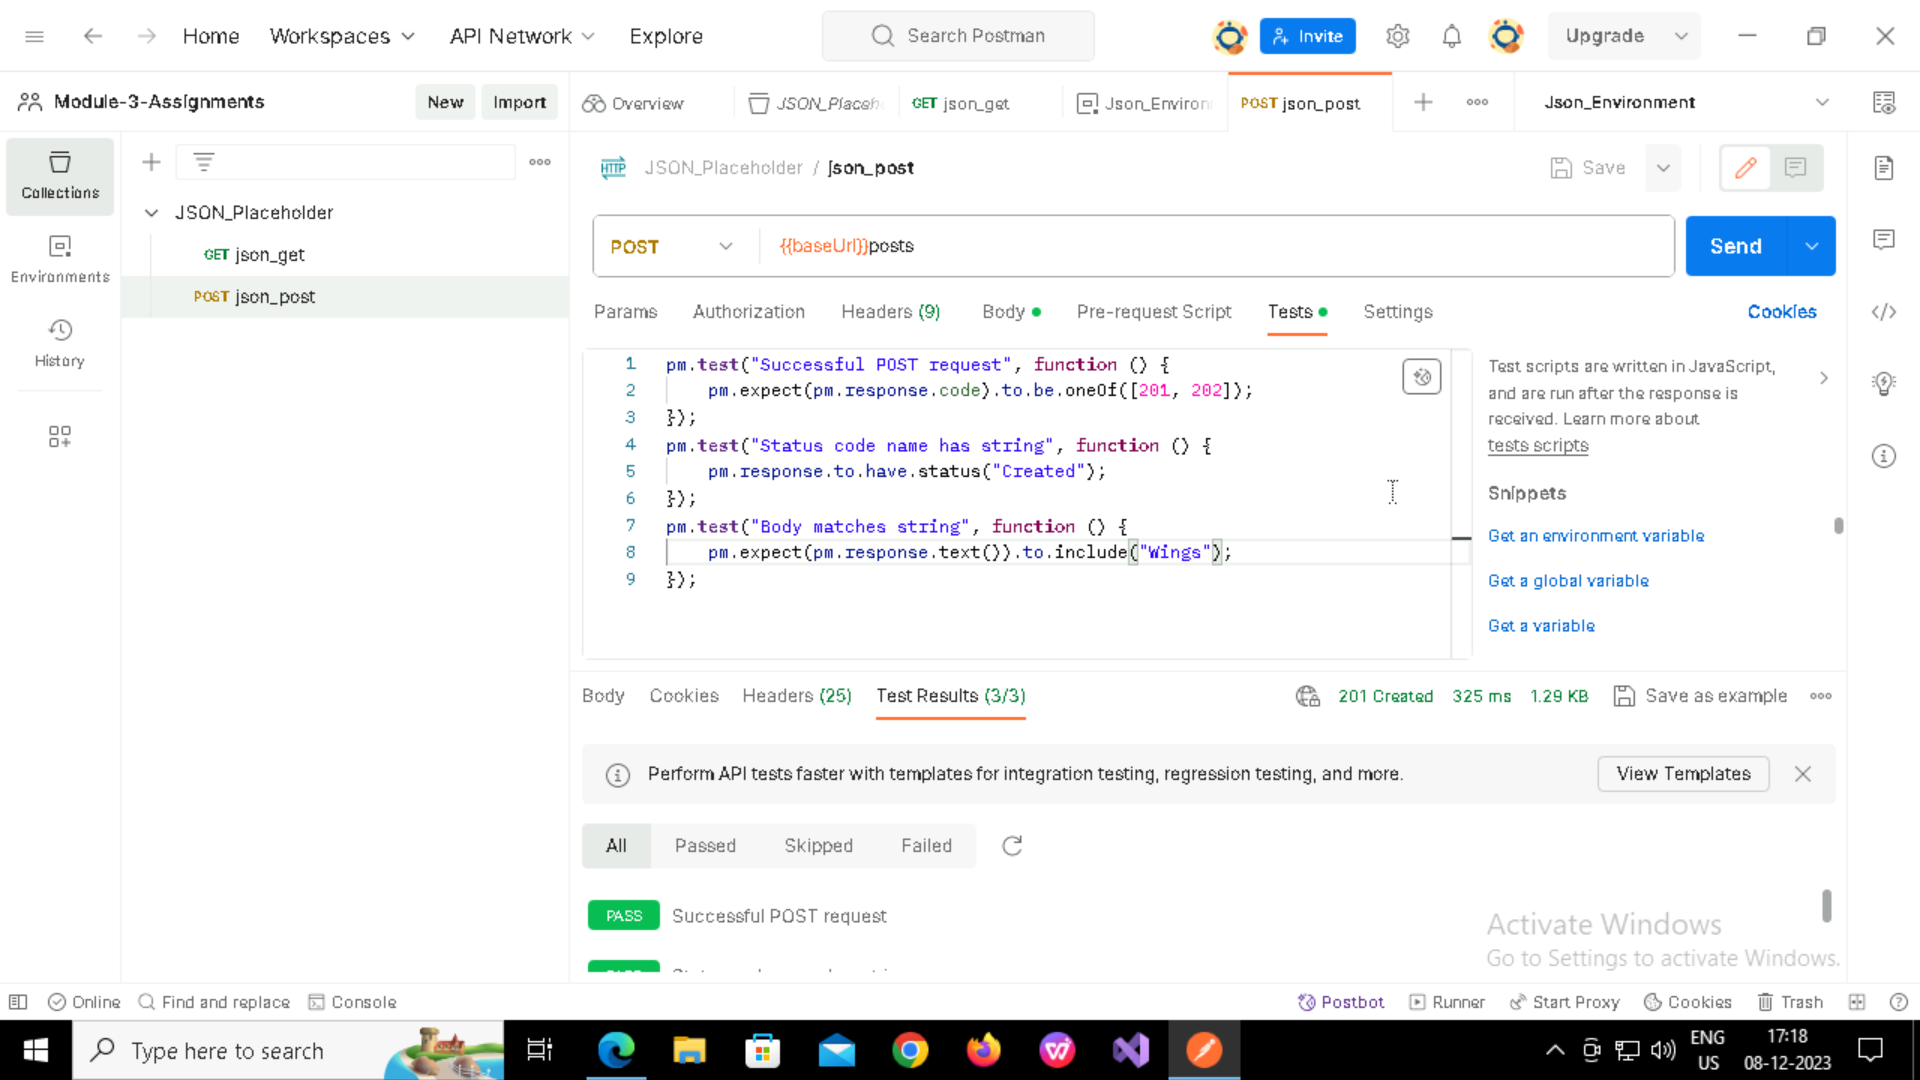 Home
Workspaces
API Network
Explore
Search Postman
Invite
Upgrade
Module-3-Assignments
New
Import
Overview
JSON_Placeh
GET json_get
Json_Environ
POST json_post
Json_Environment
Collections
JSON_Placeholder / json_post
Save
JSON_Placeholder
GET json_get
POST json_post
Environments
History
POST
{{baseUrl}}posts
Send
Params
Authorization
Headers (9)
Body
Pre-request Script
Tests
Settings
Cookies
1 pm.test("Successful POST request", function () {
2 pm.expect(pm.response.code).to.be.oneOf([201, 202]);
3 });
4 pm.test("Status code name has string", function () {
5 pm.response.to.have.status("Created");
6 });
7 pm.test("Body matches string", function () {
8 pm.expect(pm.response.text()).to.include("Wings");
9 });
Test scripts are written in JavaScript,
and are run after the response is
received. Learn more about
tests scripts
Snippets
Get an environment variable
Get a global variable
Get a variable
Body
Cookies
Headers (25)
Test Results (3/3)
201 Created
325 ms
1.29 KB
Save as example
Perform API tests faster with templates for integration testing, regression testing, and more.
View Templates
All
Passed
Skipped
Failed
PASS Successful POST request
Activate Windows
Go to Settings to activate Windows.
Online
Find and replace
Console
Postbot
Runner
Start Proxy
Cookies
Trash
Type here to search
ENG
US
17:18
08-12-2023